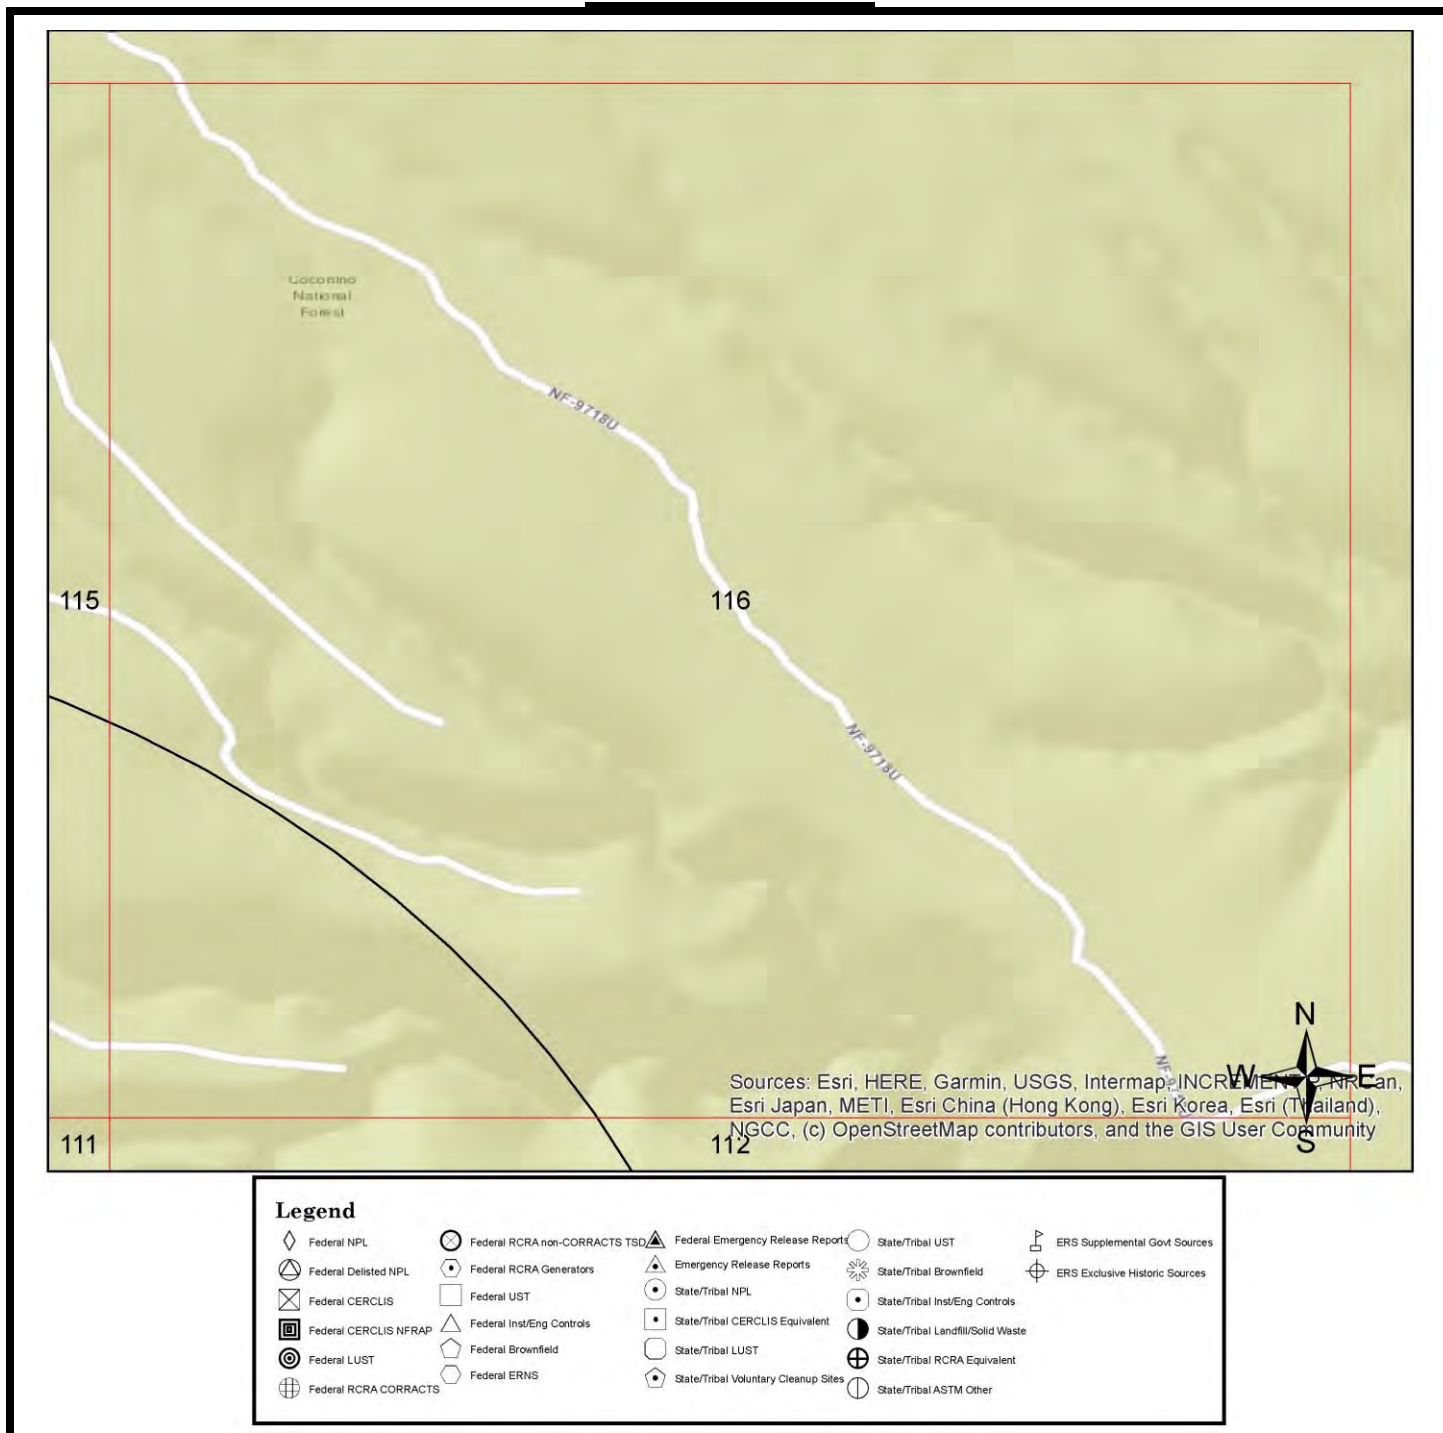 Coconino
National
Forest
NF-9718U
115
116
NF-9718U
N
W
E
S
Sources: Esri, HERE, Garmin, USGS, Intermap, INCREMENT P, NRCan,
Esri Japan, METI, Esri China (Hong Kong), Esri Korea, Esri (Thailand),
NGCC, (c) OpenStreetMap contributors, and the GIS User Community
111
112
Legend
Federal NPL
Federal Delisted NPL
Federal CERCLIS
Federal CERCLIS NFRAP
Federal LUST
Federal RCRA CORRACTS
Federal RCRA non-CORRACTS TSD
Federal RCRA Generators
Federal UST
Federal Inst/Eng Controls
Federal Brownfield
Federal ERNS
Federal Emergency Release Reports
Emergency Release Reports
State/Tribal NPL
State/Tribal CERCLIS Equivalent
State/Tribal LUST
State/Tribal Voluntary Cleanup Sites
State/Tribal UST
State/Tribal Brownfield
State/Tribal Inst/Eng Controls
State/Tribal Landfill/Solid Waste
State/Tribal RCRA Equivalent
State/Tribal ASTM Other
ERS Supplemental Govt Sources
ERS Exclusive Historic Sources